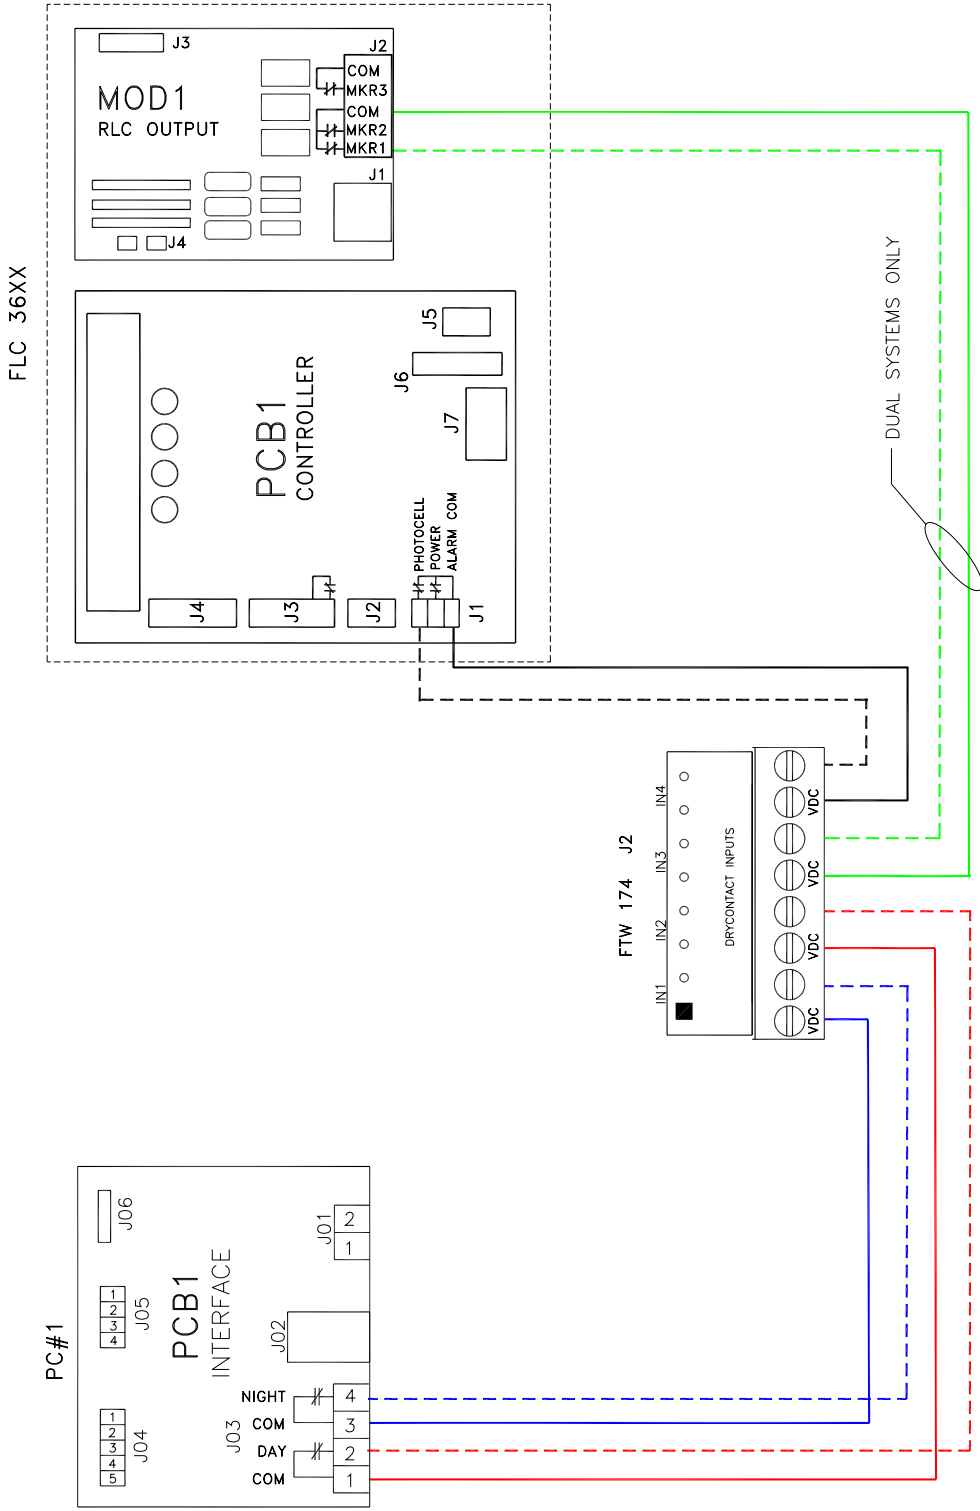 FLC 36XX
J3
MOD1
RLC OUTPUT
J2
COM
MKR3
COM
MKR2
MKR1
J1
J4
DUAL SYSTEMS ONLY
PCB1
CONTROLLER
J5
J6
J7
PHOTOCELL
POWER
ALARM COM
J4
J3
J2
J1
FTW 174 J2
IN4
IN3
IN2
IN1
DRYCONTACT INPUTS
VDC
VDC
VDC
VDC
PC#1
J06
J01
2
1
PCB1
INTERFACE
J05
1
2
3
4
J02
J04
1
2
3
4
5
J03
NIGHT
4
COM
3
DAY
2
COM
1